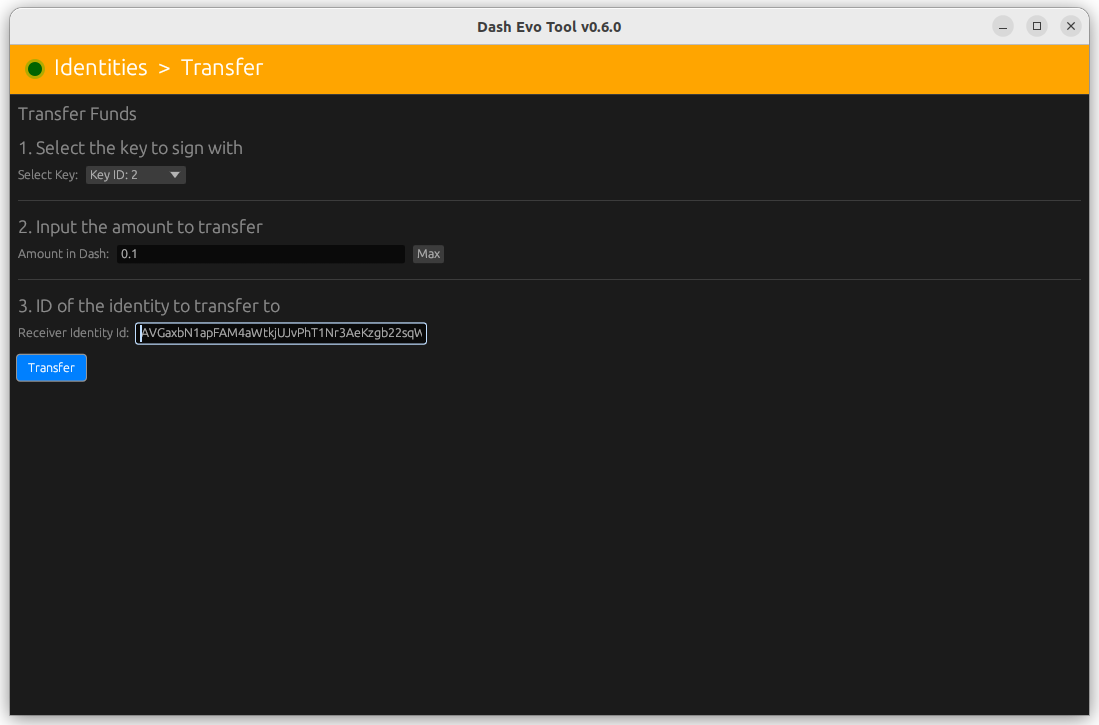 Dash Evo Tool v0.6.0
Identities > Transfer
Transfer Funds
1. Select the key to sign with
Select Key: Key ID: 2
2. Input the amount to transfer
Amount in Dash: 0.1 Max
3. ID of the identity to transfer to
Receiver Identity Id: AVGaxbN1apFAM4aWtkjUJvPhT1Nr3AeKzgb22sqW
Transfer